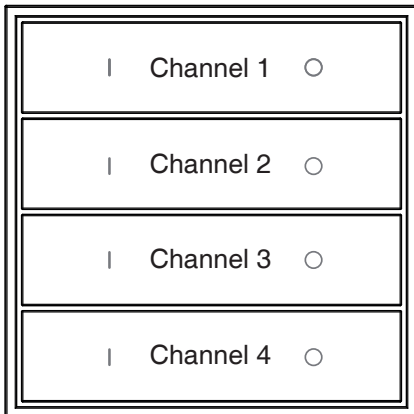 | Channel 1 ○
| Channel 2 ○
| Channel 3 ○
| Channel 4 ○